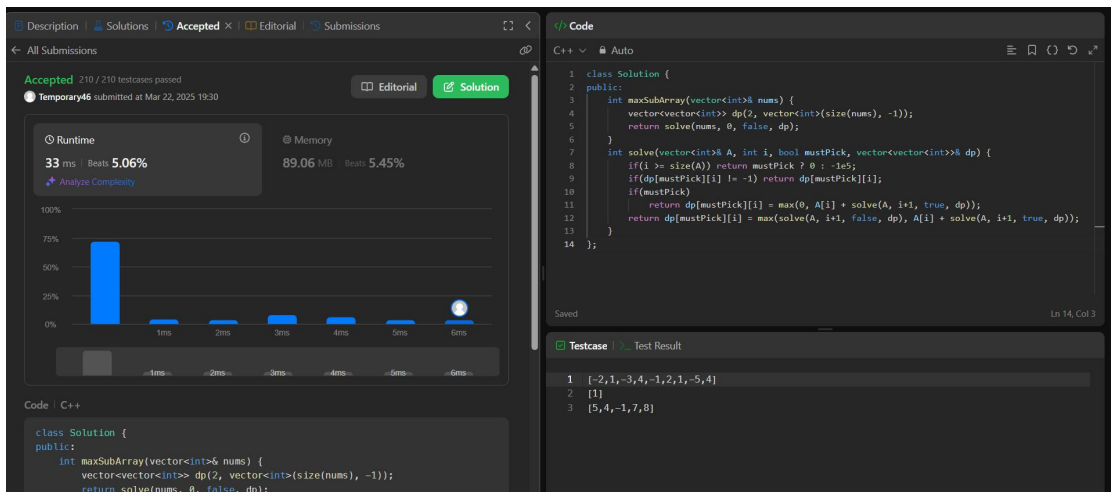 Description | Solutions | Accepted × | Editorial | Submissions
← All Submissions
Accepted 210 / 210 testcases passed
Temporary46 submitted at Mar 22, 2025 19:30
Editorial
Solution
Runtime
33 ms | Beats 5.06%
Analyze Complexity
Memory
89.06 MB | Beats 5.45%
100%
75%
50%
25%
0%
1ms 2ms 3ms 4ms 5ms 6ms
1ms 2ms 3ms 4ms 5ms 6ms
Code | C++
class Solution {
public:
    int maxSubArray(vector<int>& nums) {
        vector<vector<int>> dp(2, vector<int>(size(nums), -1));
        return solve(nums, 0, false, dp);
</> Code
C++ Auto
1 class Solution {
2 public:
3     int maxSubArray(vector<int>& nums) {
4         vector<vector<int>> dp(2, vector<int>(size(nums), -1));
5         return solve(nums, 0, false, dp);
6     }
7     int solve(vector<int>& A, int i, bool mustPick, vector<vector<int>>& dp) {
8         if(i >= size(A)) return mustPick ? 0 : -1e5;
9         if(dp[mustPick][i] != -1) return dp[mustPick][i];
10         if(mustPick)
11             return dp[mustPick][i] = max(0, A[i] + solve(A, i+1, true, dp));
12         return dp[mustPick][i] = max(solve(A, i+1, false, dp), A[i] + solve(A, i+1, true, dp));
13     }
14 };
Saved
Ln 14, Col 3
Testcase | >_ Test Result
1 [-2,1,-3,4,-1,2,1,-5,4]
2 [1]
3 [5,4,-1,7,8]